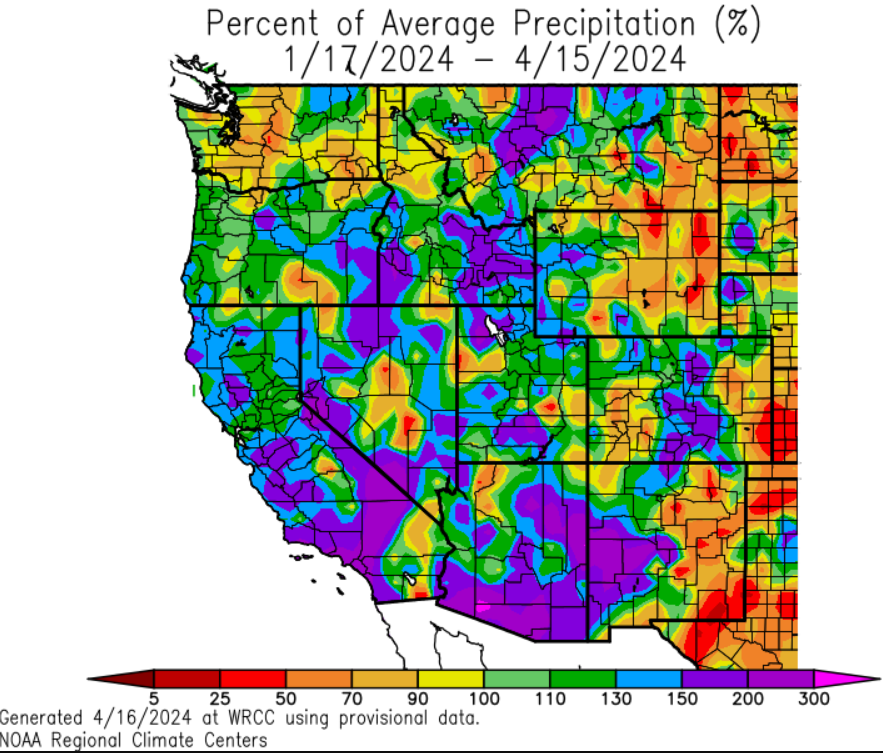 Percent of Average Precipitation (%)
1/17/2024 – 4/15/2024
5 25 50 70 90 100 110 130 150 200 300
Generated 4/16/2024 at WRCC using provisional data.
NOAA Regional Climate Centers